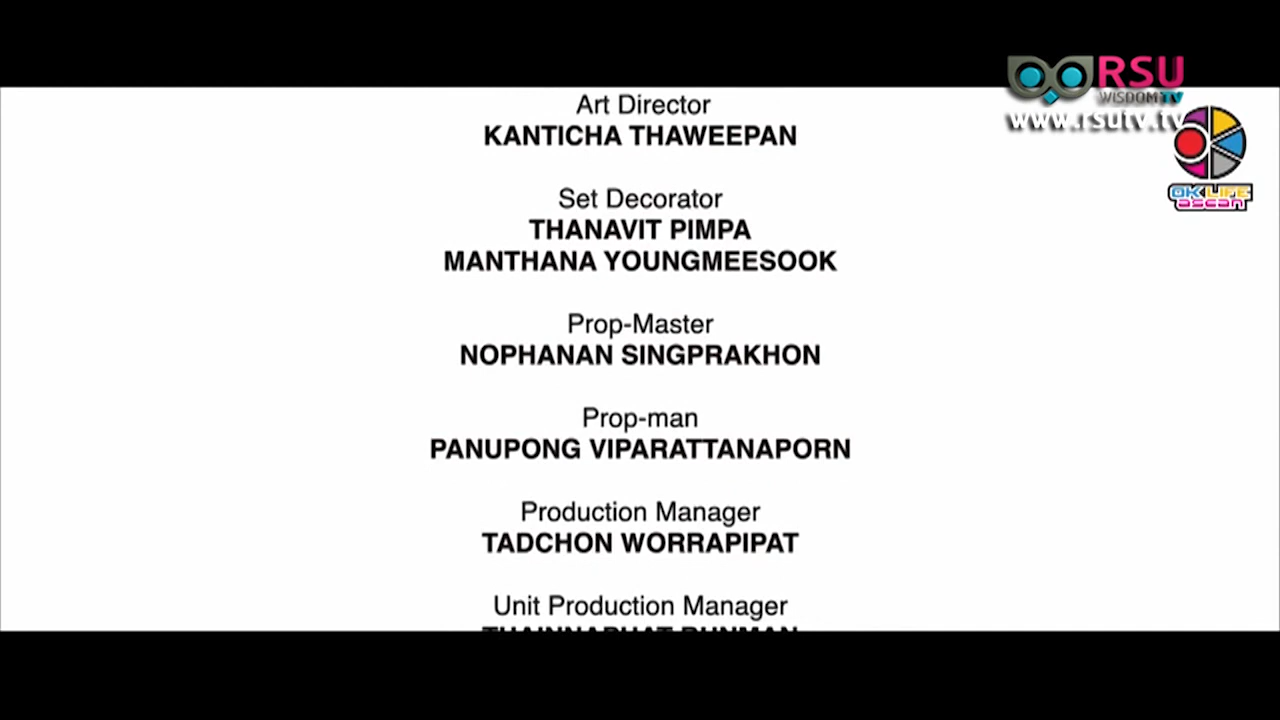 RSU
WISDOM TV
www.rsutv.tv
OK LIFE
ascan
Art Director
KANTICHA THAWEEPAN
Set Decorator
THANAVIT PIMPA
MANTHANA YOUNGMEESOOK
Prop-Master
NOPHANAN SINGPRAKHON
Prop-man
PANUPONG VIPARATTANAPORN
Production Manager
TADCHON WORRAPIPAT
Unit Production Manager